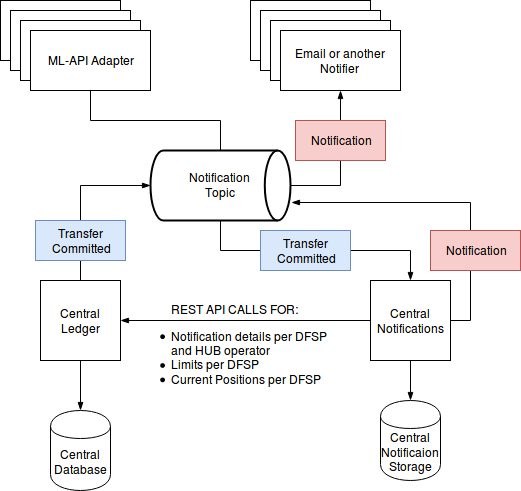 ML-API Adapter
Email or another
Notifier
Notification
Notification
Topic
Transfer
Committed
Transfer
Committed
Notification
Central
Ledger
REST API CALLS FOR:
Notification details per DFSP
and HUB operator
Limits per DFSP
Current Positions per DFSP
Central
Notifications
Central
Database
Central
Notificaion
Storage